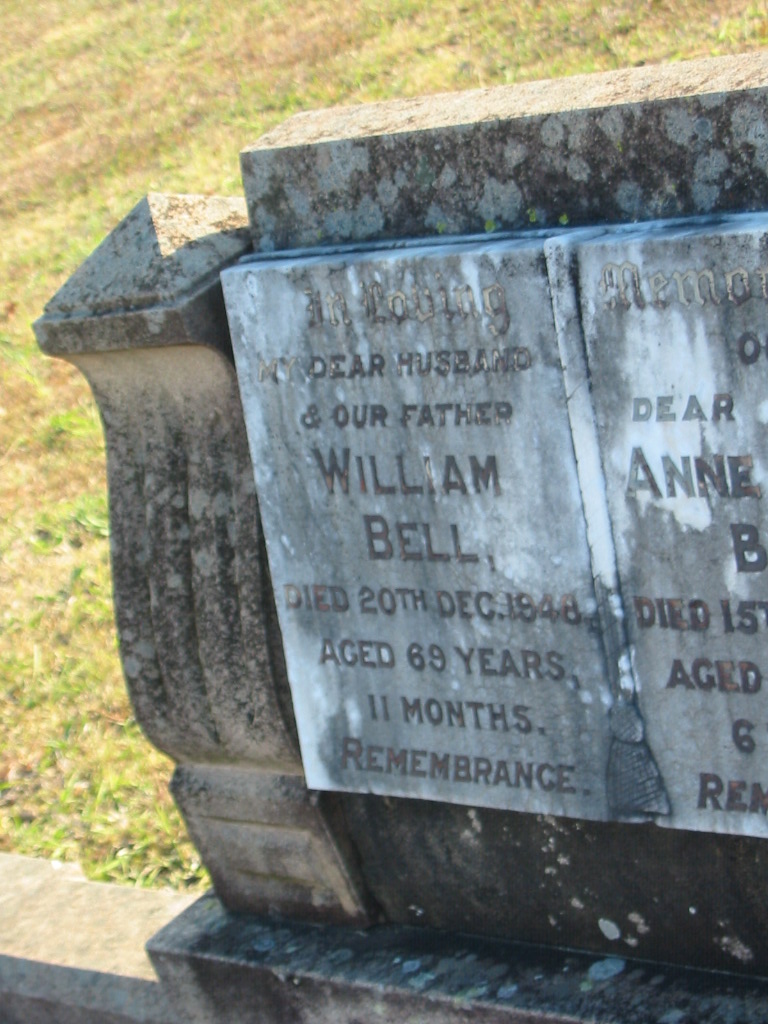 In Loving
MY DEAR HUSBAND
& OUR FATHER
WILLIAM
BELL,
DIED 20TH DEC. 1948,
AGED 69 YEARS,
11 MONTHS.
REMEMBRANCE.
DEAR
ANNE
DIED 15T
AGED
6